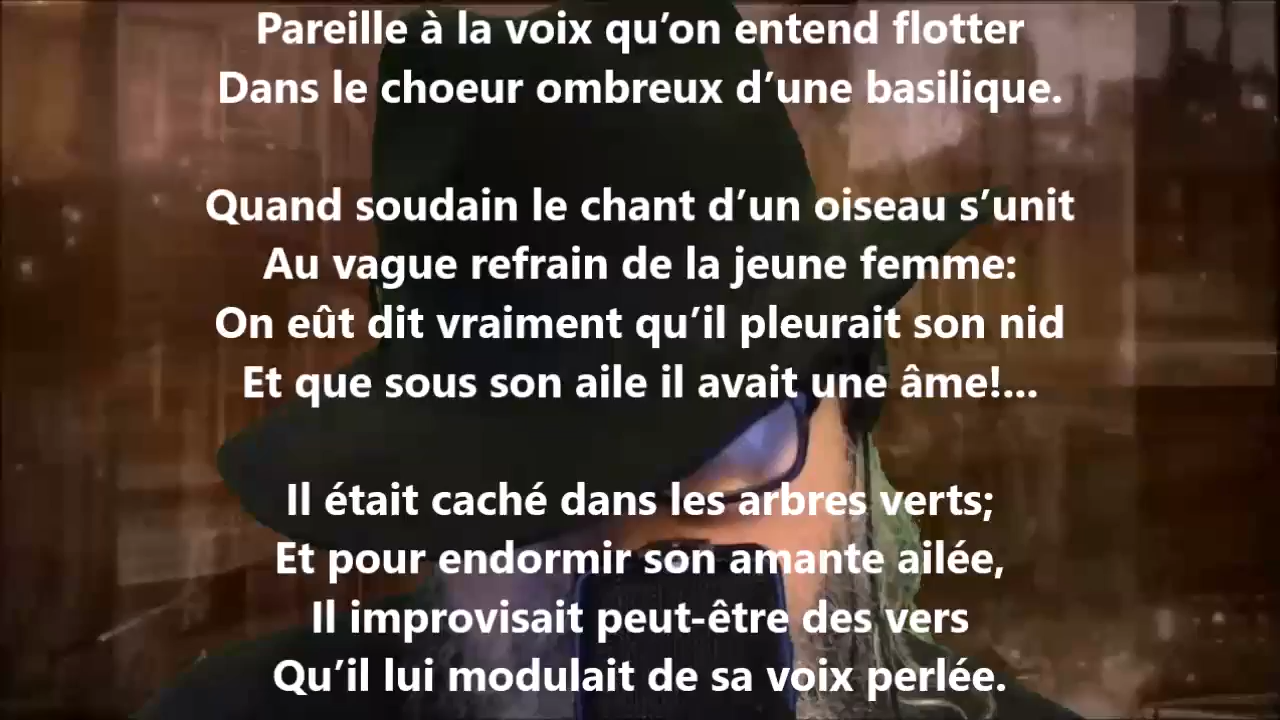 Pareille à la voix qu’on entend flotter
Dans le choeur ombreux d’une basilique.
Quand soudain le chant d’un oiseau s’unit
Au vague refrain de la jeune femme:
On eût dit vraiment qu’il pleurait son nid
Et que sous son aile il avait une âme!...
Il était caché dans les arbres verts;
Et pour endormir son amante ailée,
Il improvisait peut-être des vers
Qu’il lui modulait de sa voix perlée.